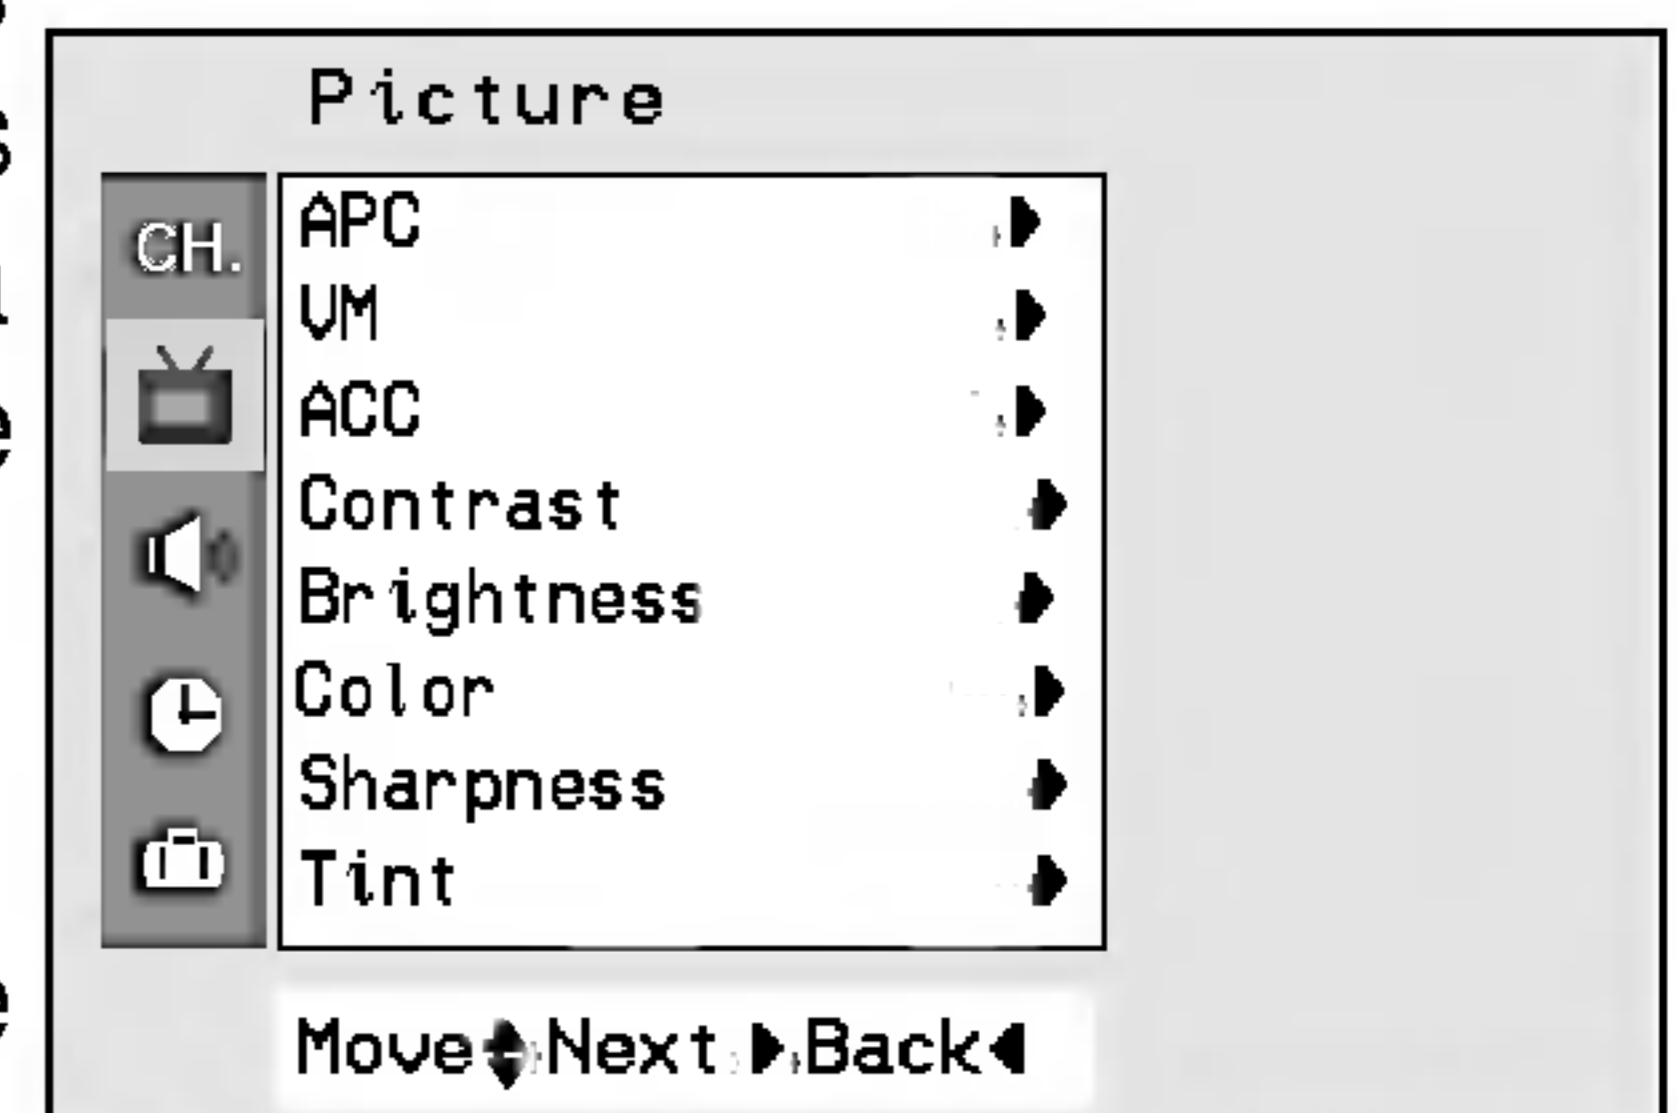 Picture
CH.
APC
VM
ACC
Contrast
Brightness
Color
Sharpness
Tint
Move Next Back